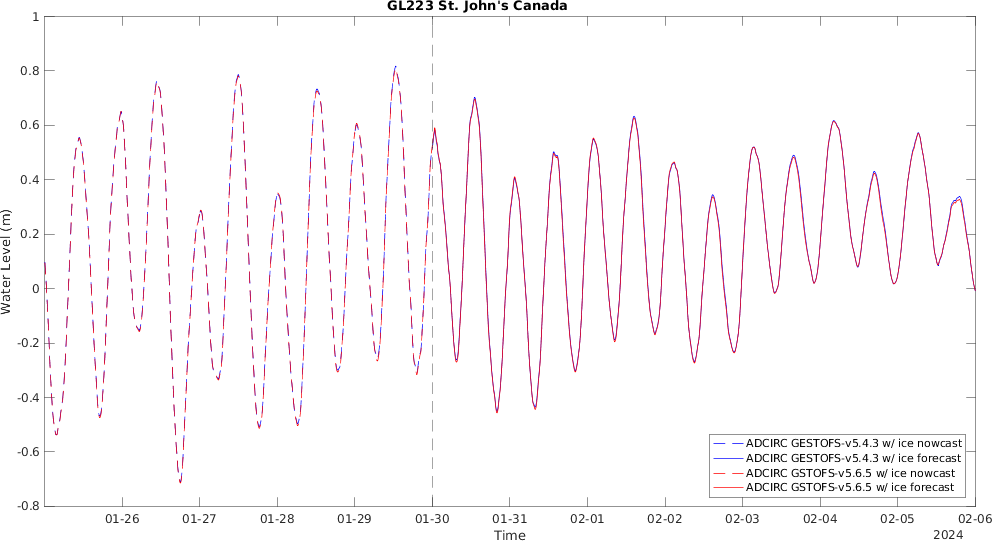 GL223 St. John's Canada
Water Level (m)
1
0.8
0.6
0.4
0.2
0
-0.2
-0.4
-0.6
-0.8
ADCIRC GESTOFS-v5.4.3 w/ ice nowcast
ADCIRC GESTOFS-v5.4.3 w/ ice forecast
ADCIRC GSTOFS-v5.6.5 w/ ice nowcast
ADCIRC GSTOFS-v5.6.5 w/ ice forecast
01-26 01-27 01-28 01-29 01-30 01-31 02-01 02-02 02-03 02-04 02-05 02-06
Time 2024